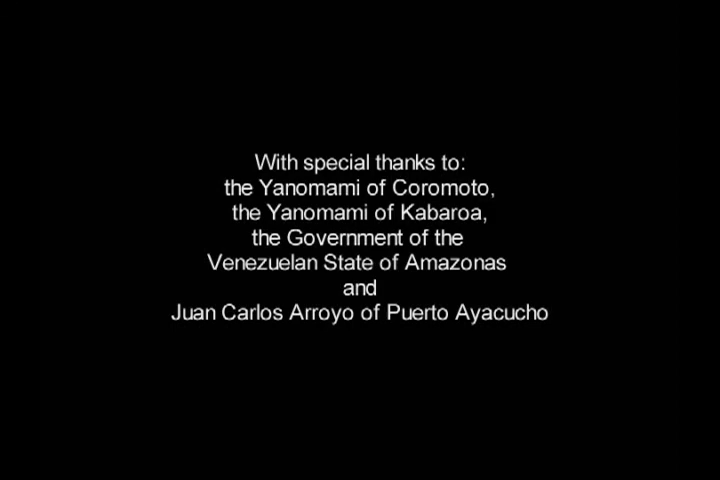 With special thanks to:
the Yanomami of Coromoto,
the Yanomami of Kabaroa,
the Government of the
Venezuelan State of Amazonas
and
Juan Carlos Arroyo of Puerto Ayacucho